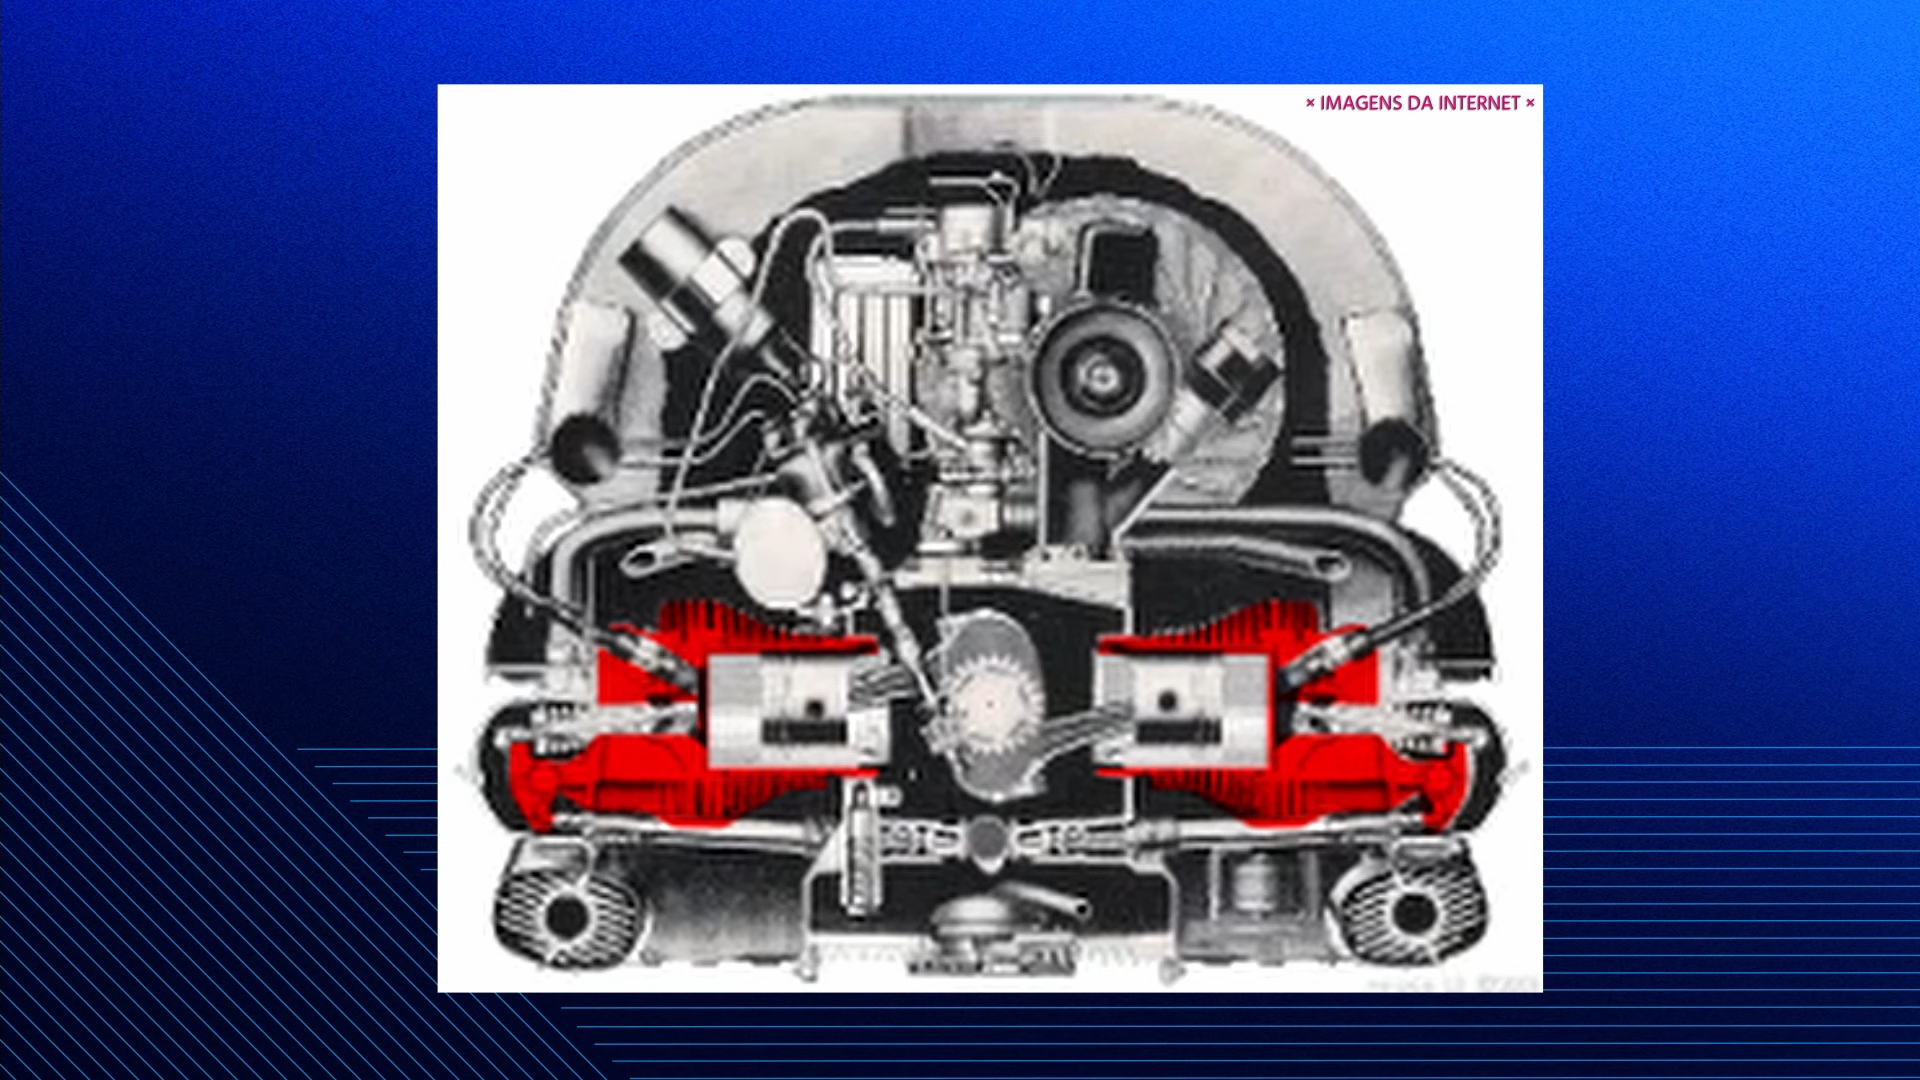 × IMAGENS DA INTERNET ×